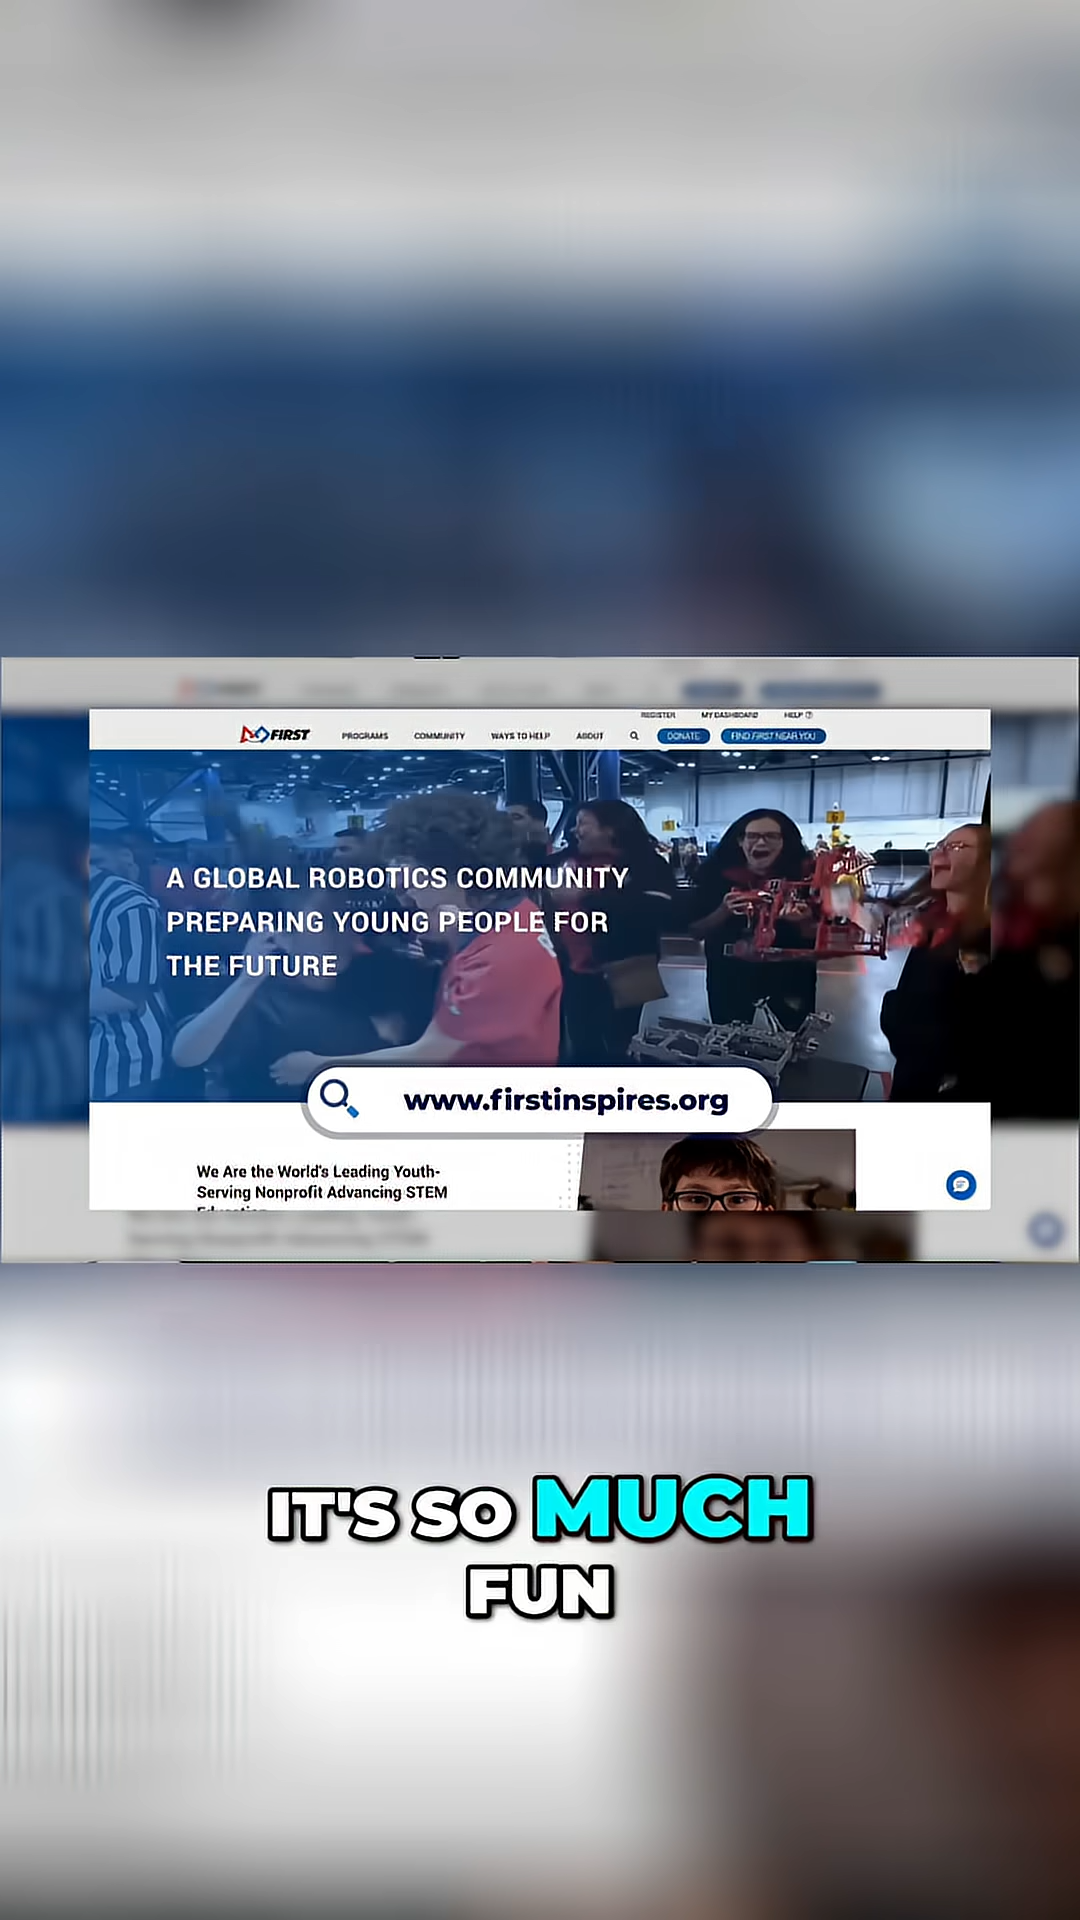 REGISTER MY DASHBOARD HELP
FIRST PROGRAMS COMMUNITY WAYS TO HELP ABOUT DONATE FIND FIRST NEAR YOU
A GLOBAL ROBOTICS COMMUNITY
PREPARING YOUNG PEOPLE FOR
THE FUTURE
www.firstinspires.org
We Are the World's Leading Youth-
Serving Nonprofit Advancing STEM
Education
IT'S SO MUCH
FUN